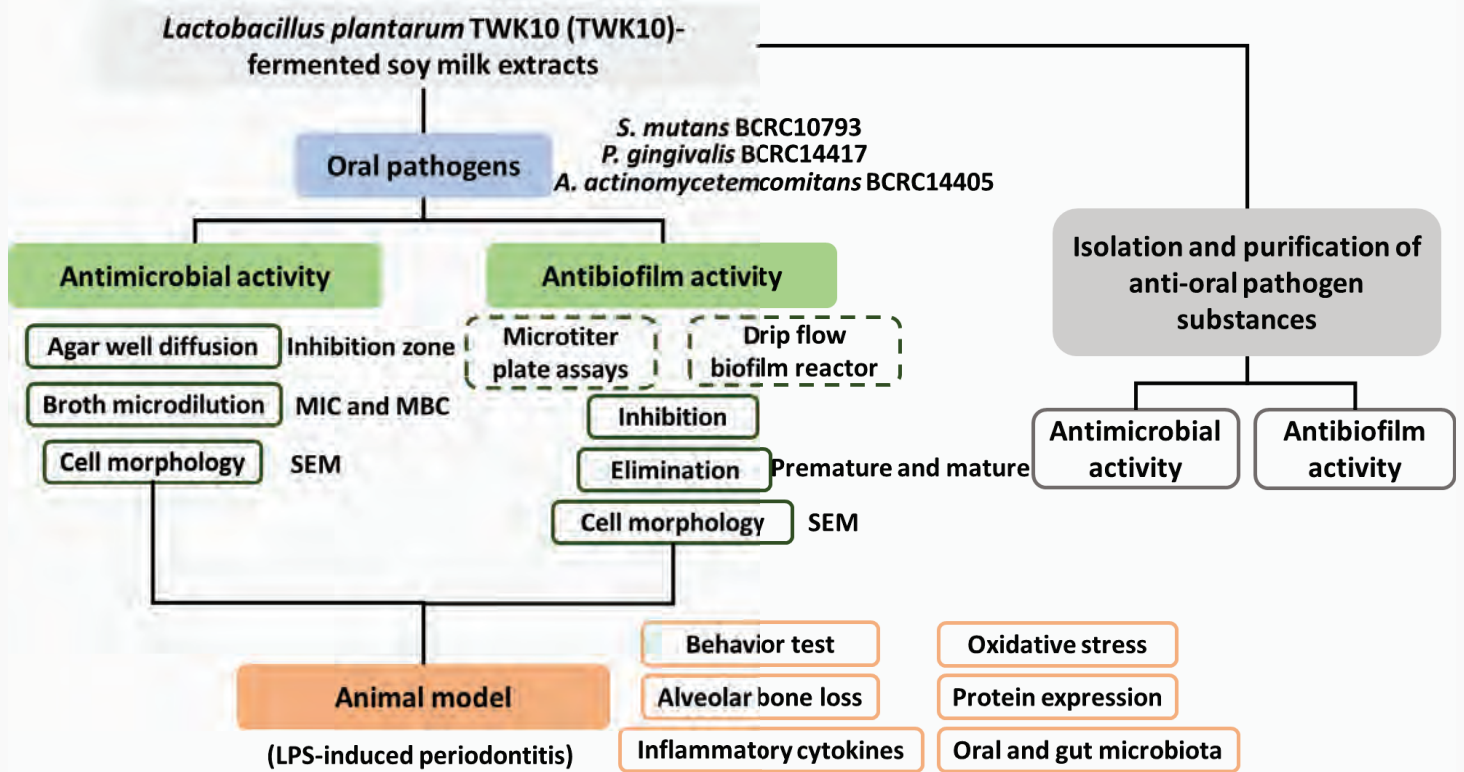 Lactobacillus plantarum TWK10 (TWK10)-
fermented soy milk extracts
Oral pathogens
S. mutans BCRC10793
P. gingivalis BCRC14417
A. actinomycetemcomitans BCRC14405
Antimicrobial activity
Agar well diffusion
Inhibition zone
Broth microdilution
MIC and MBC
Cell morphology
SEM
Antibiofilm activity
Microtiter
plate assays
Drip flow
biofilm reactor
Inhibition
Elimination
Premature and mature
Cell morphology
SEM
Isolation and purification of
anti-oral pathogen
substances
Antimicrobial
activity
Antibiofilm
activity
Animal model
(LPS-induced periodontitis)
Behavior test
Oxidative stress
Alveolar bone loss
Protein expression
Inflammatory cytokines
Oral and gut microbiota